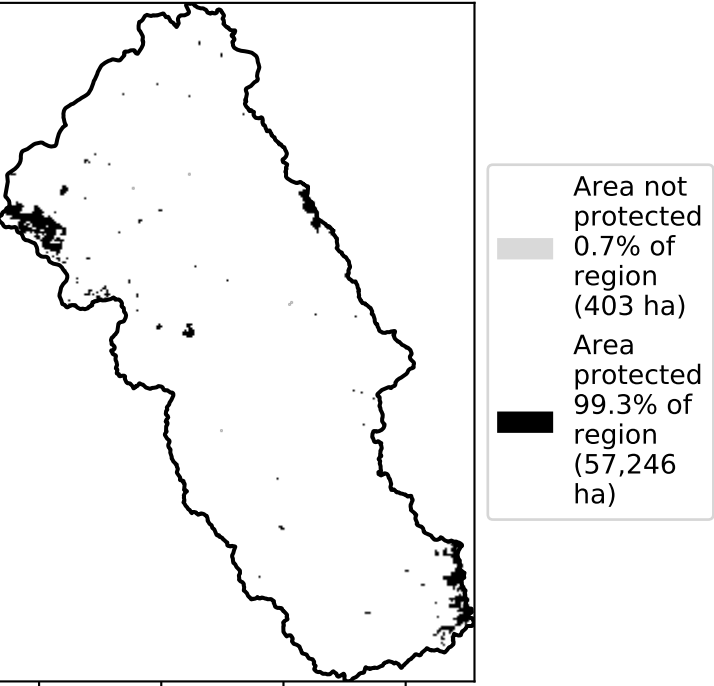 Area not
protected
0.7% of
region
(403 ha)
Area
protected
99.3% of
region
(57,246
ha)